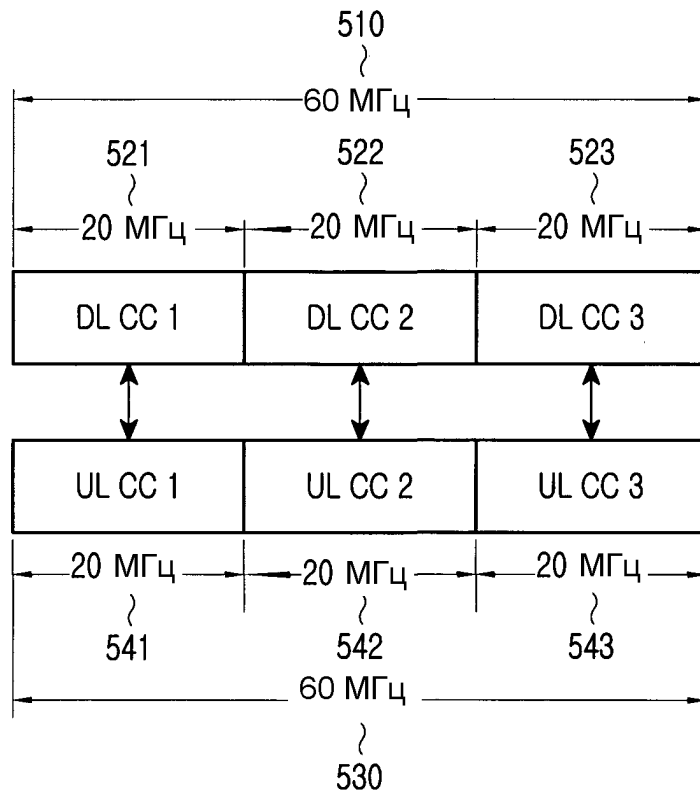 510
60 МГц
521 522 523
20 МГц 20 МГц 20 МГц
DL CC 1 DL CC 2 DL CC 3
UL CC 1 UL CC 2 UL CC 3
20 МГц 20 МГц 20 МГц
541 542 543
60 МГц
530